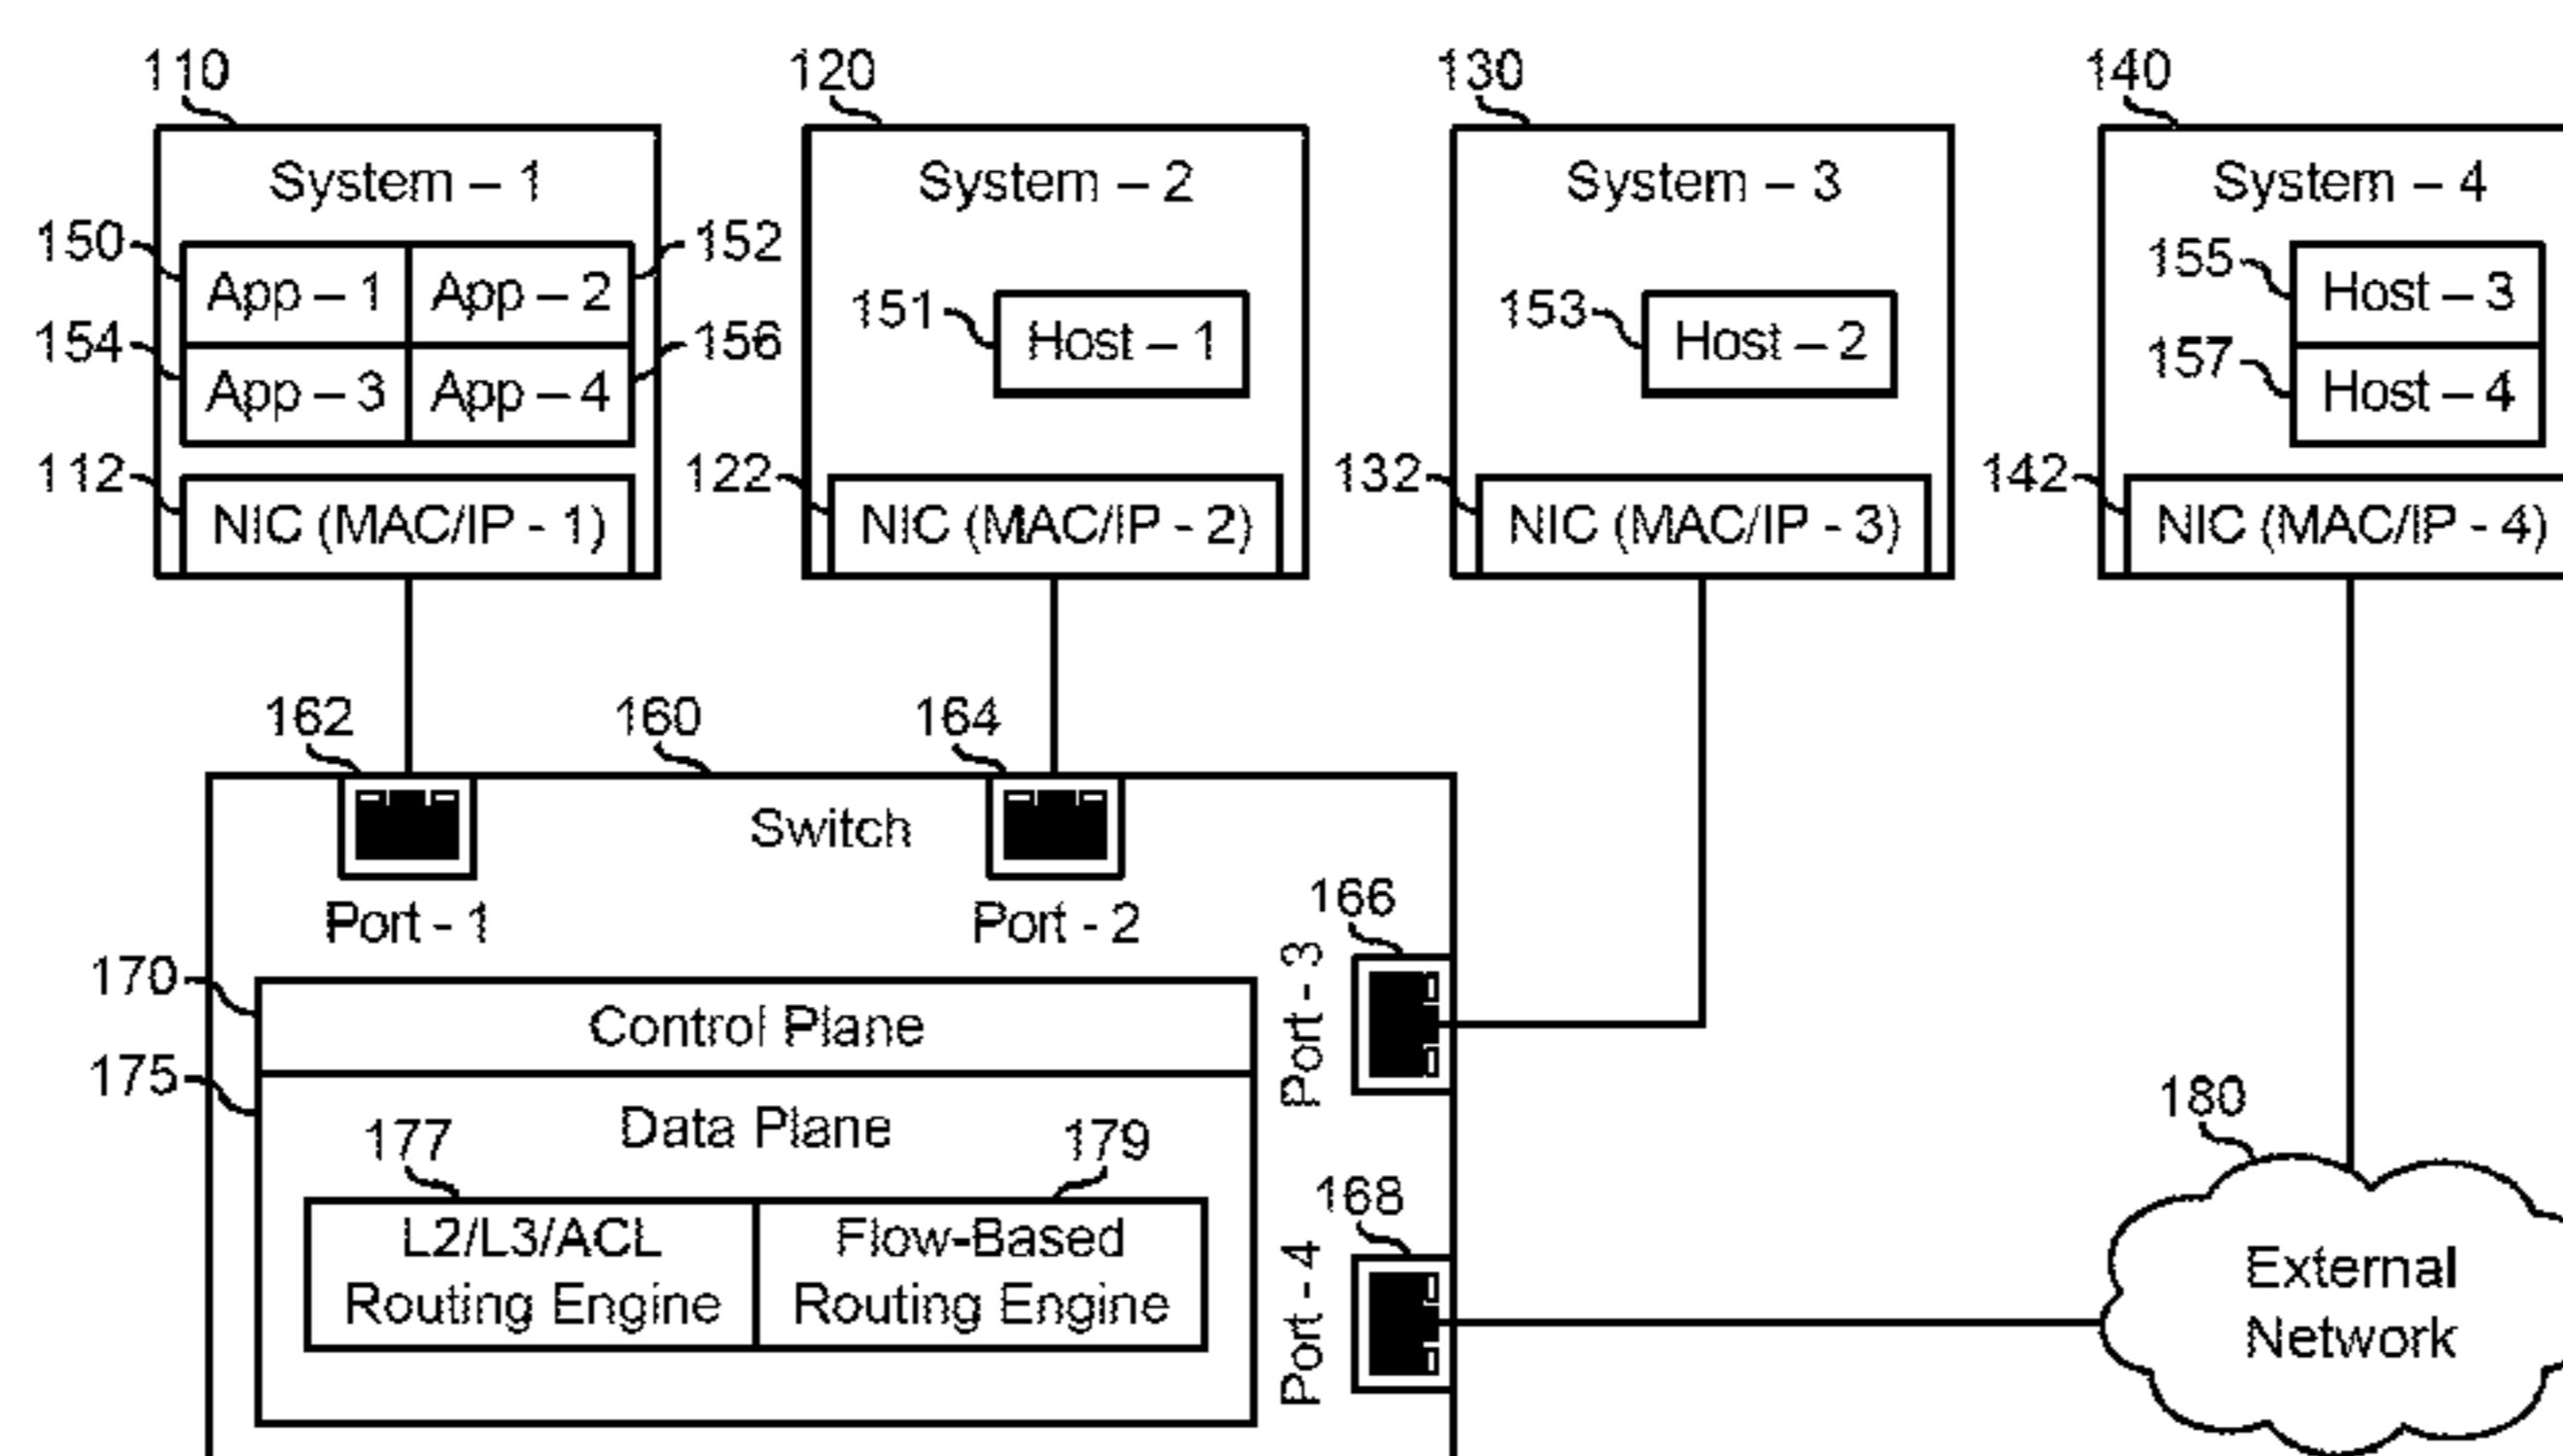 110
120
130
140
System – 1
System – 2
System – 3
System – 4
150
App – 1
App – 2
152
154
App – 3
App – 4
156
151
Host – 1
153
Host – 2
155
Host – 3
157
Host – 4
112
NIC (MAC/IP - 1)
122
NIC (MAC/IP - 2)
132
NIC (MAC/IP - 3)
142
NIC (MAC/IP - 4)
162
160
164
Switch
Port - 1
Port - 2
166
Port - 3
170
Control Plane
175
Data Plane
177
179
L2/L3/ACL
Routing Engine
Flow-Based
Routing Engine
168
Port - 4
180
External
Network